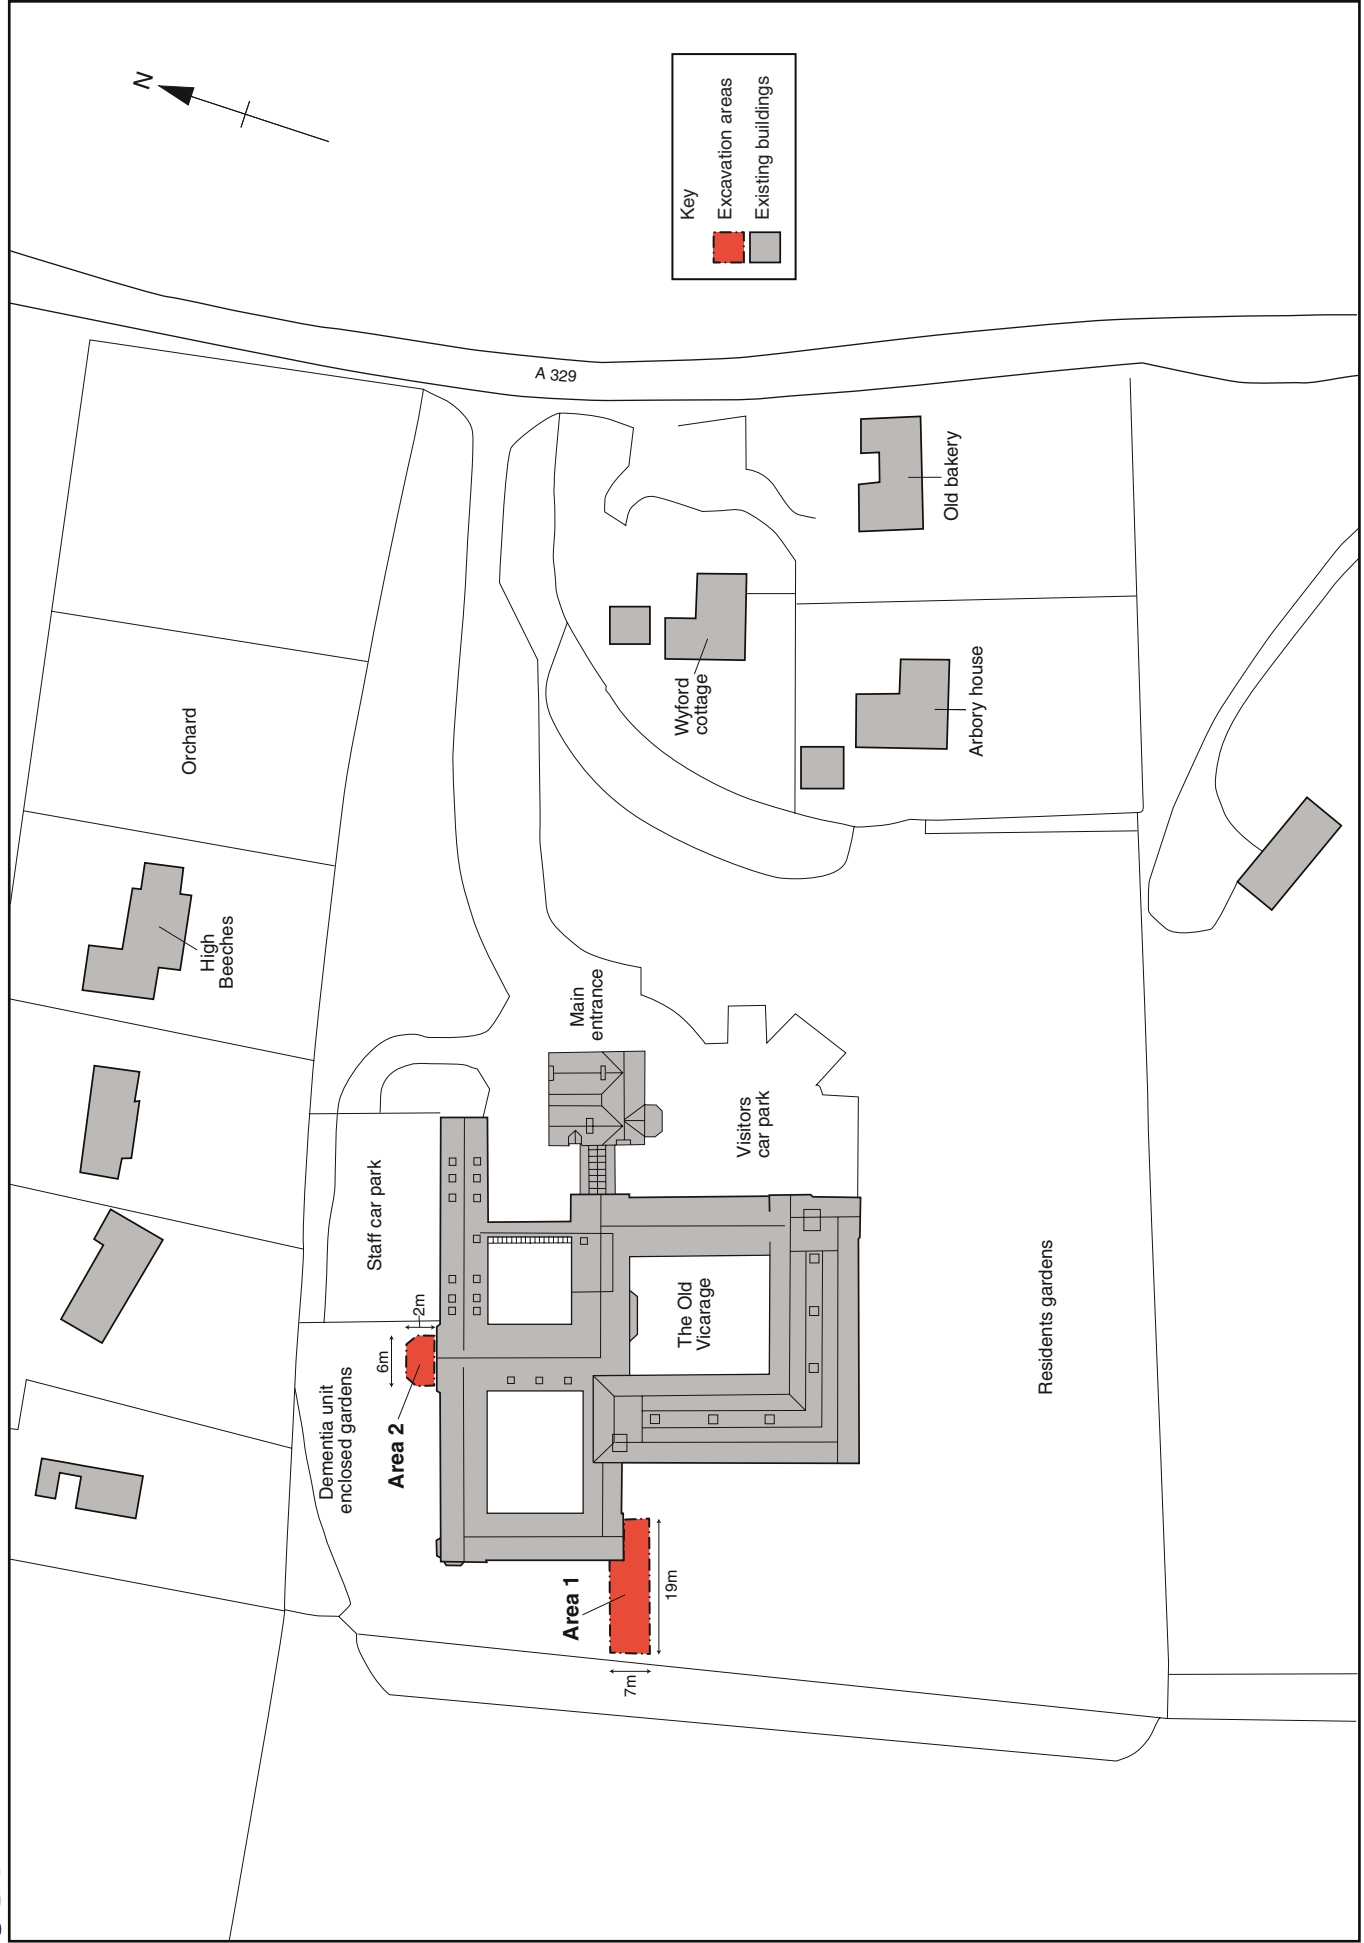 N
Key
Excavation areas
Existing buildings
A 329
Orchard
High
Beeches
Wyford
cottage
Old bakery
Arbory house
Main
entrance
Visitors
car park
Staff car park
The Old
Vicarage
Residents gardens
Dementia unit
enclosed gardens
2m
6m
Area 2
Area 1
19m
7m